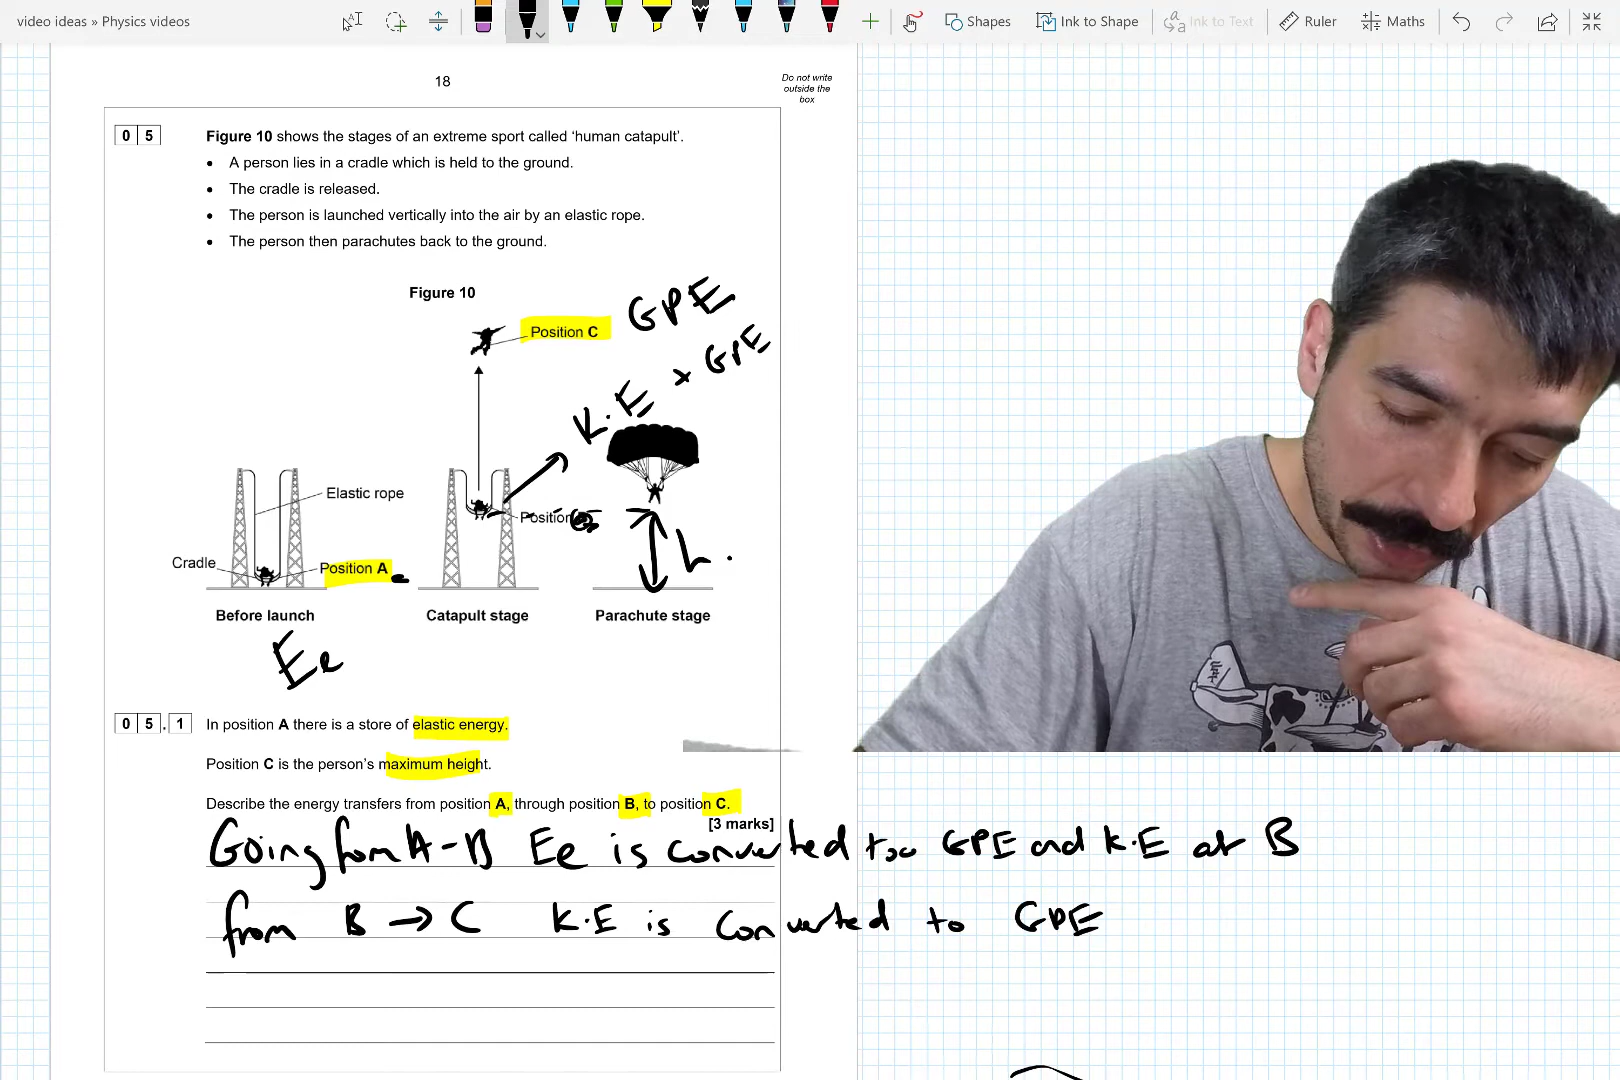 video ideas » Physics videos
Shapes
Ink to Shape
Ink to Text
Ruler
Maths
18
Do not write
outside the
box
0 5
Figure 10 shows the stages of an extreme sport called ‘human catapult’.
• A person lies in a cradle which is held to the ground.
• The cradle is released.
• The person is launched vertically into the air by an elastic rope.
• The person then parachutes back to the ground.
Figure 10
Position C
GPE
K.E + GPE
Elastic rope
Position
Cradle
Position A
h.
Before launch
Catapult stage
Parachute stage
Ee
0 5 . 1
In position A there is a store of elastic energy.
Position C is the person’s maximum height.
Describe the energy transfers from position A, through position B, to position C.
[3 marks]
Going from A - B Ee is converted too GPE and K.E at B
from B → C K.E is converted to GPE